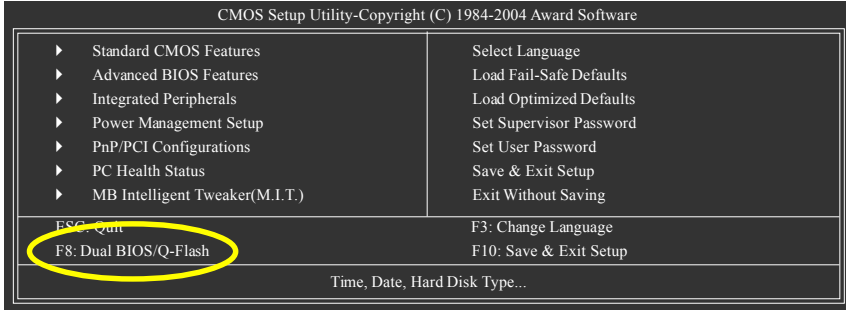 CMOS Setup Utility-Copyright (C) 1984-2004 Award Software
Standard CMOS Features
Advanced BIOS Features
Integrated Peripherals
Power Management Setup
PnP/PCI Configurations
PC Health Status
MB Intelligent Tweaker(M.I.T.)
Select Language
Load Fail-Safe Defaults
Load Optimized Defaults
Set Supervisor Password
Set User Password
Save & Exit Setup
Exit Without Saving
ESC: Quit
F8: Dual BIOS/Q-Flash
F3: Change Language
F10: Save & Exit Setup
Time, Date, Hard Disk Type...